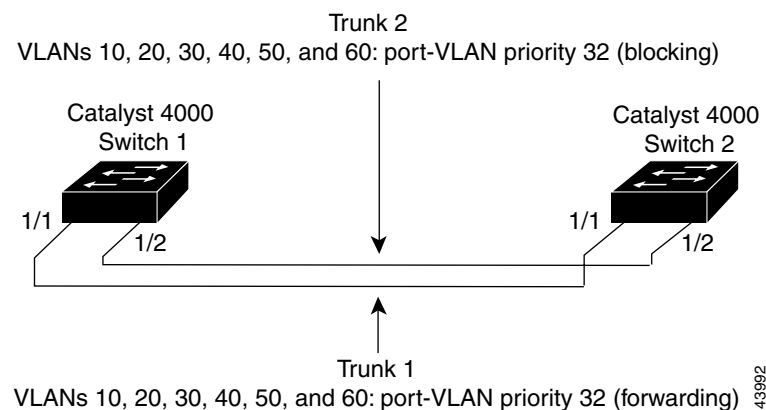 Trunk 2
VLANs 10, 20, 30, 40, 50, and 60: port-VLAN priority 32 (blocking)
Catalyst 4000
Switch 1
Catalyst 4000
Switch 2
1/1
1/2
1/1
1/2
Trunk 1
VLANs 10, 20, 30, 40, 50, and 60: port-VLAN priority 32 (forwarding)
43992